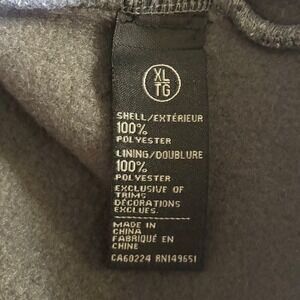 XL
TG
SHELL/EXTÉRIEUR
100%
POLYESTER
LINING/DOUBLURE
100%
POLYESTER
EXCLUSIVE OF
TRIMS
DÉCORATIONS
EXCLUES.
MADE IN
CHINA
FABRIQUÉ EN
CHINE
CA60224 RN149651